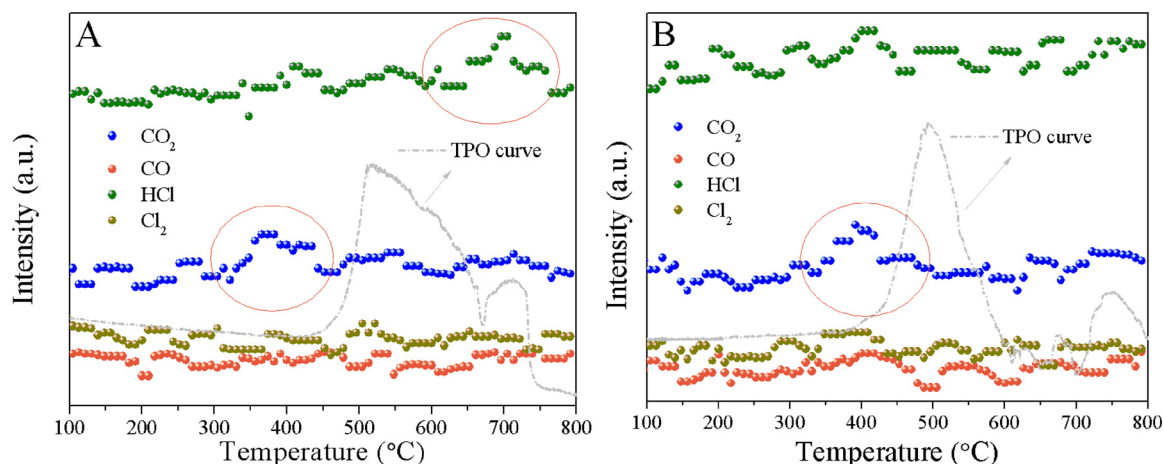 A
CO₂
CO
HCl
Cl₂
TPO curve
Intensity (a.u.)
100 200 300 400 500 600 700 800
Temperature (°C)
B
CO₂
CO
HCl
Cl₂
TPO curve
Intensity (a.u.)
100 200 300 400 500 600 700 800
Temperature (°C)